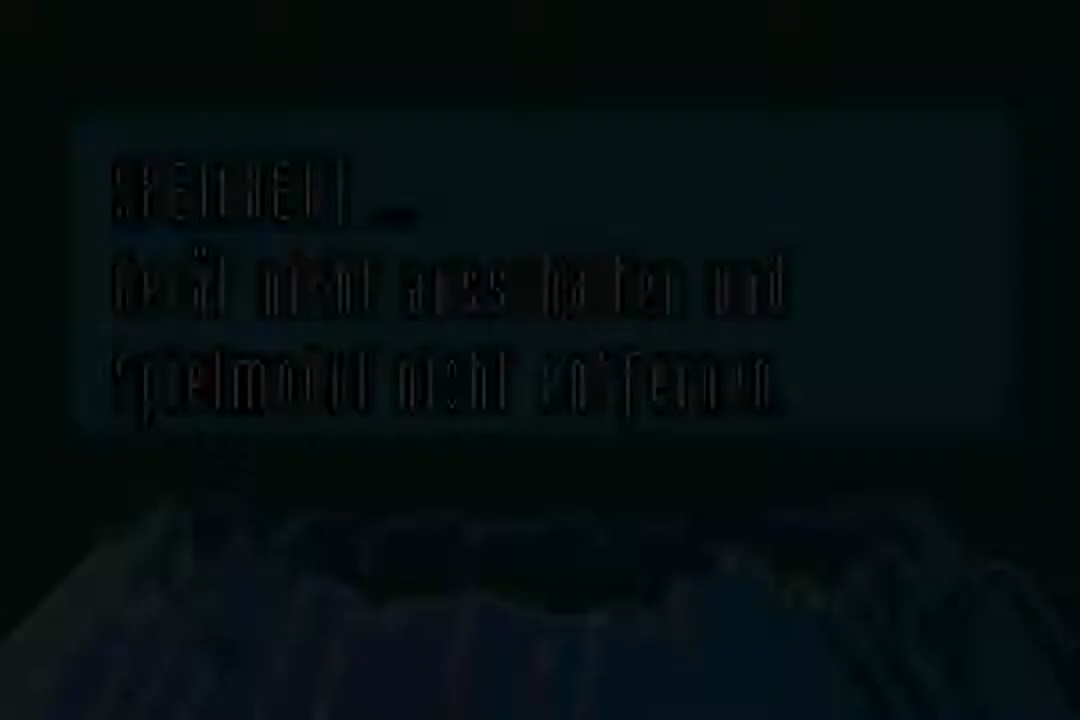 SPEICHERT...
Gerät nicht ausschalten und
Spielmodul nicht entfernen.